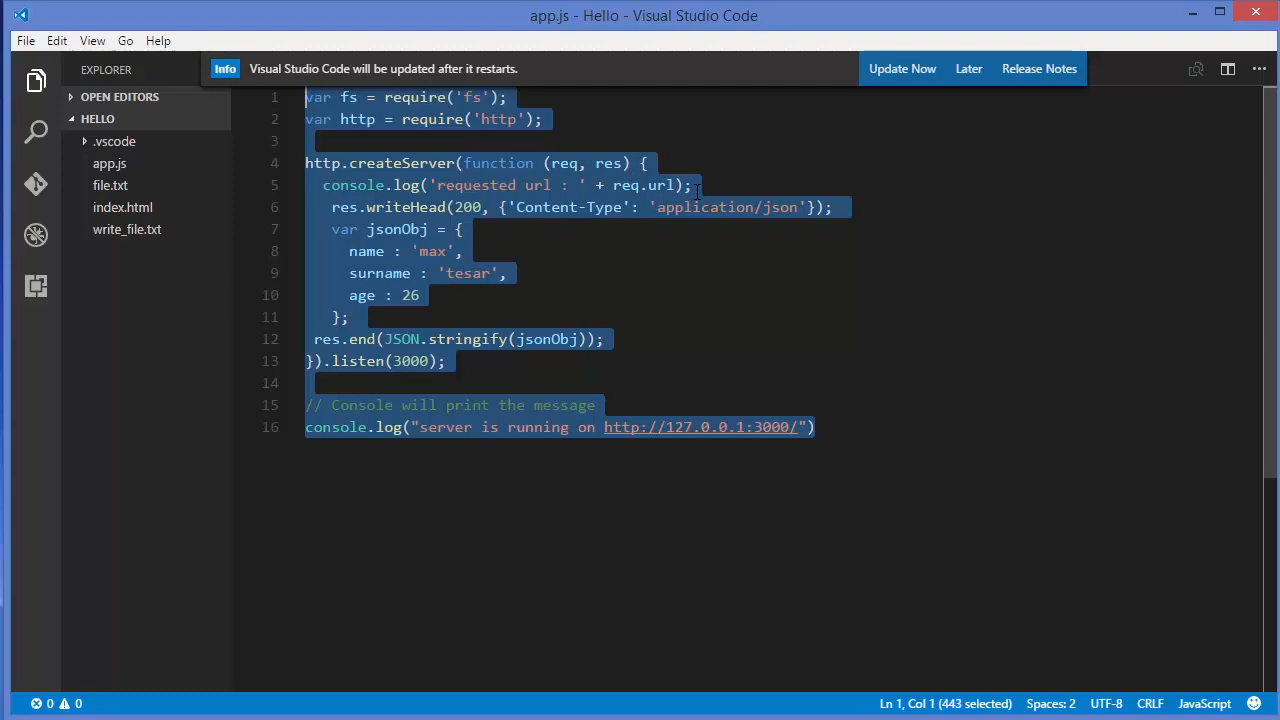 app.js - Hello - Visual Studio Code
File Edit View Go Help
EXPLORER
Info Visual Studio Code will be updated after it restarts. Update Now Later Release Notes
OPEN EDITORS
HELLO
.vscode
app.js
file.txt
index.html
write_file.txt
1 var fs = require('fs');
2 var http = require('http');
3
4 http.createServer(function (req, res) {
5 console.log('requested url : ' + req.url);
6 res.writeHead(200, {'Content-Type': 'application/json'});
7 var jsonObj = {
8 name : 'max',
9 surname : 'tesar',
10 age : 26
11 };
12 res.end(JSON.stringify(jsonObj));
13 }).listen(3000);
14
15 // Console will print the message
16 console.log("server is running on http://127.0.0.1:3000/")
0 0 Ln 1, Col 1 (443 selected) Spaces: 2 UTF-8 CRLF JavaScript